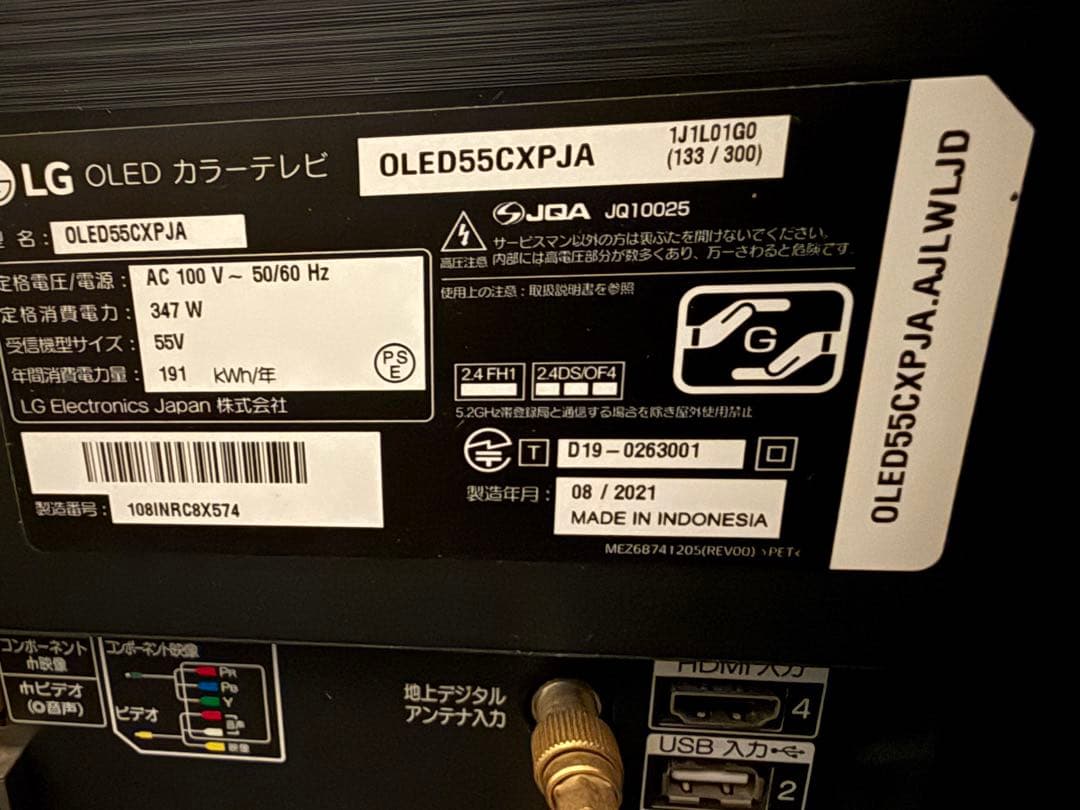 LG OLED カラーテレビ
OLED55CXPJA
1J1L01G0
(133 / 300)
名: OLED55CXPJA
定格電圧/電源: AC 100 V ~ 50/60 Hz
定格消費電力: 347 W
受信機型サイズ: 55V
年間消費電力量: 191 kWh/年
PS
E
LG Electronics Japan 株式会社
製造番号: 108INRC8X574
JQA JQ10025
高圧注意
サービスマン以外の方は裏ぶたを開けないでください。
内部には高電圧部分が数多くあり、万一さわると危険です
使用上の注意: 取扱説明書を参照
G
2.4 FH1
2.4DS/OF4
5.2GHz帯登録局と通信する場合を除き屋外使用禁止
T D19-0263001
製造年月: 08 / 2021
MADE IN INDONESIA
MEZ68741205(REV00) >PET<
OLED55CXPJA.AJLWLJD
コンポーネント
映像
ビデオ
音声)
コンポーネント映像
PR
PB
Y
ビデオ
音声
映像
地上デジタル
アンテナ入力
HDMI 入力
4
USB 入力
2